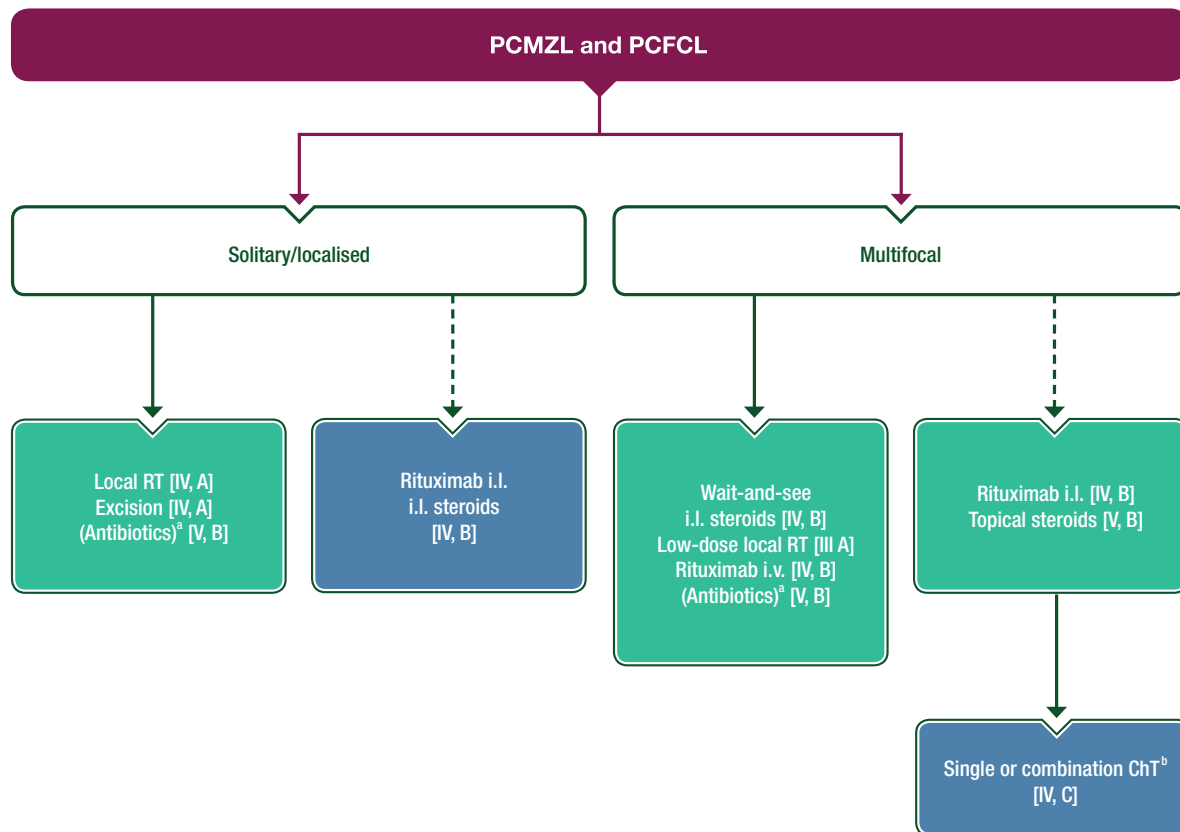 PCMZL and PCFCL
Solitary/localised
Multifocal
Local RT [IV, A]
Excision [IV, A]
(Antibiotics)a [V, B]
Rituximab i.l.
i.l. steroids
[IV, B]
Wait-and-see
i.l. steroids [IV, B]
Low-dose local RT [III A]
Rituximab i.v. [IV, B]
(Antibiotics)a [V, B]
Rituximab i.l. [IV, B]
Topical steroids [V, B]
Single or combination ChTb
[IV, C]